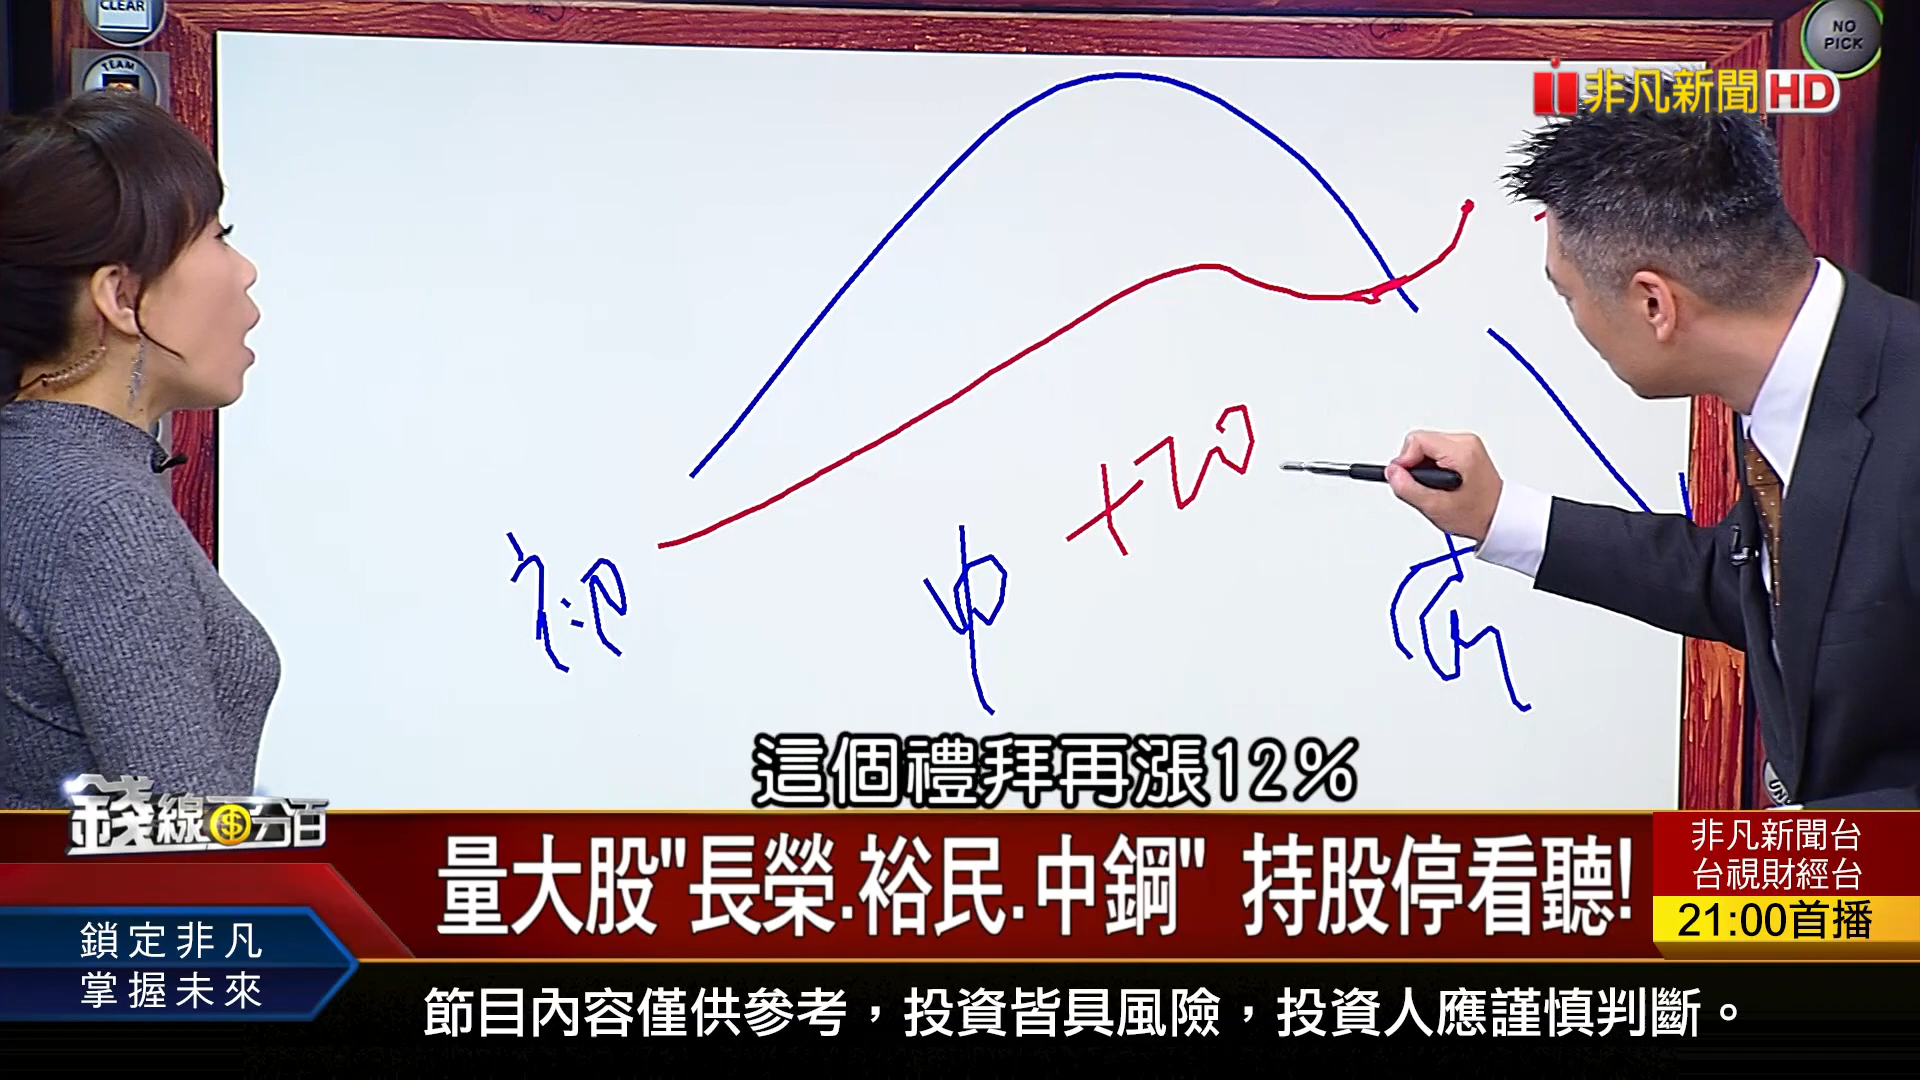 CLEAR
TEAM
NO
PICK
非凡新聞HD
初
中
+20
後
這個禮拜再漲12%
錢線百分百
量大股"長榮.裕民.中鋼" 持股停看聽!
非凡新聞台
台視財經台
21:00首播
鎖定非凡
掌握未來
節目內容僅供參考，投資皆具風險，投資人應謹慎判斷。